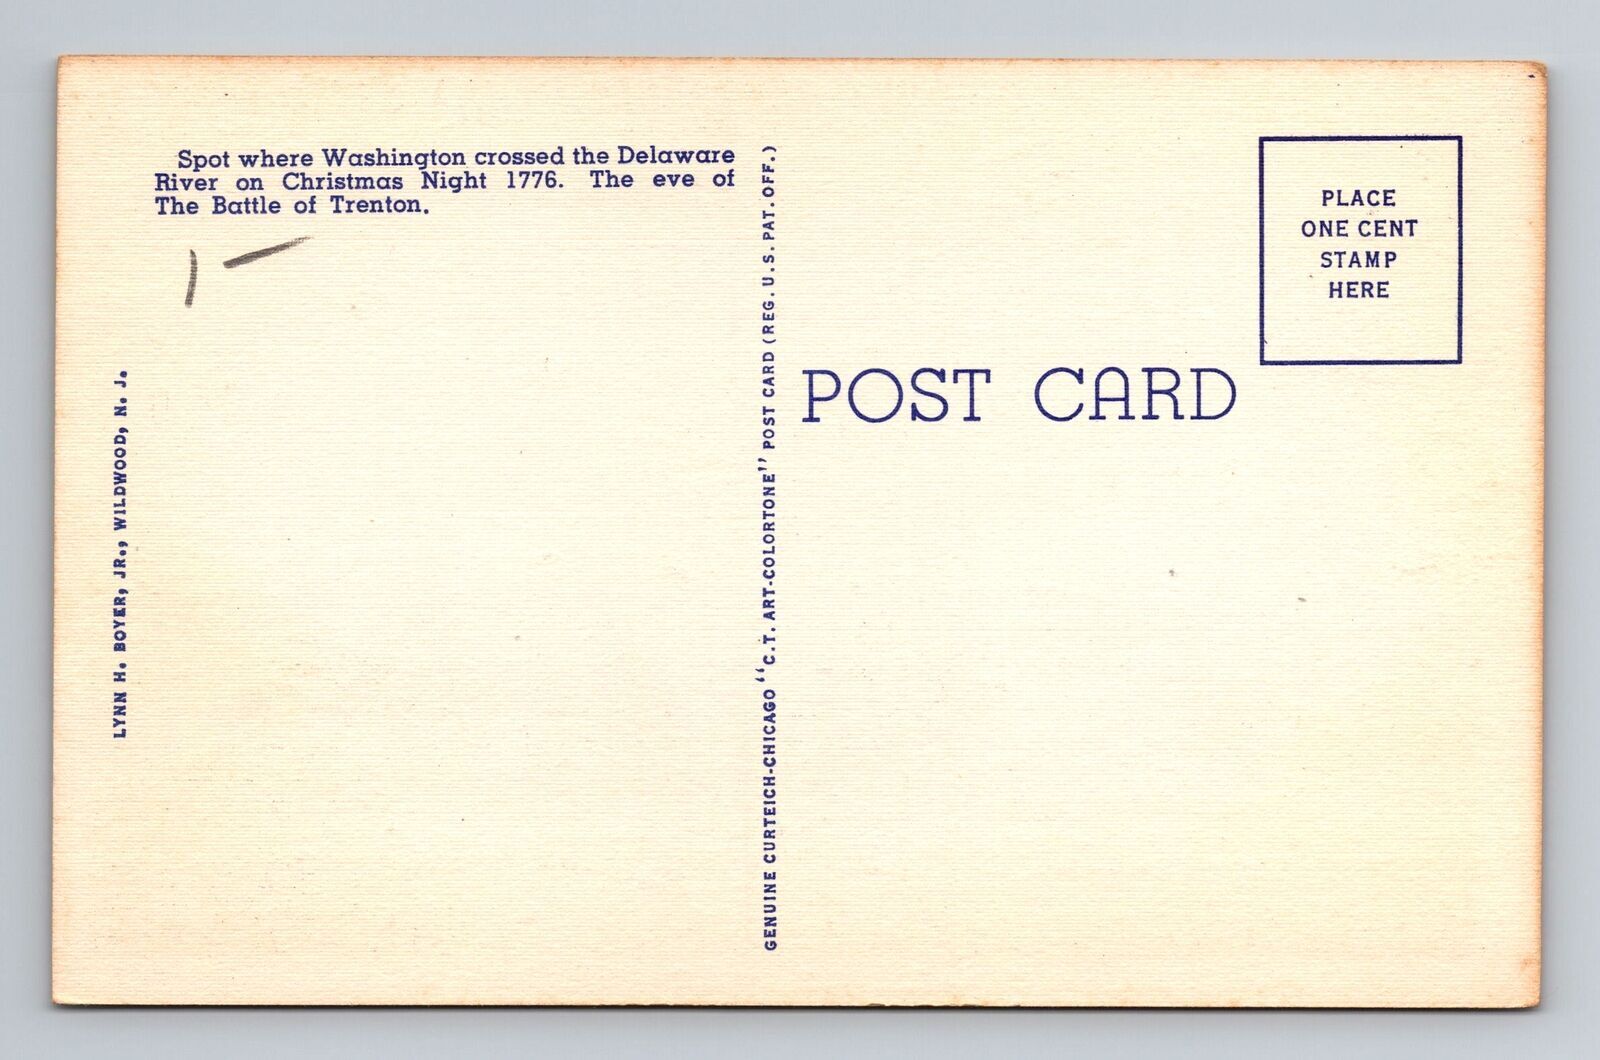 Spot where Washington crossed the Delaware
River on Christmas Night 1776. The eve of
The Battle of Trenton.
1 –
LYNN H. BOYER, JR., WILDWOOD, N. J.
GENUINE CURTEICH-CHICAGO "C.T. ART-COLORTONE" POST CARD (REG. U.S. PAT. OFF.)
POST CARD
PLACE
ONE CENT
STAMP
HERE